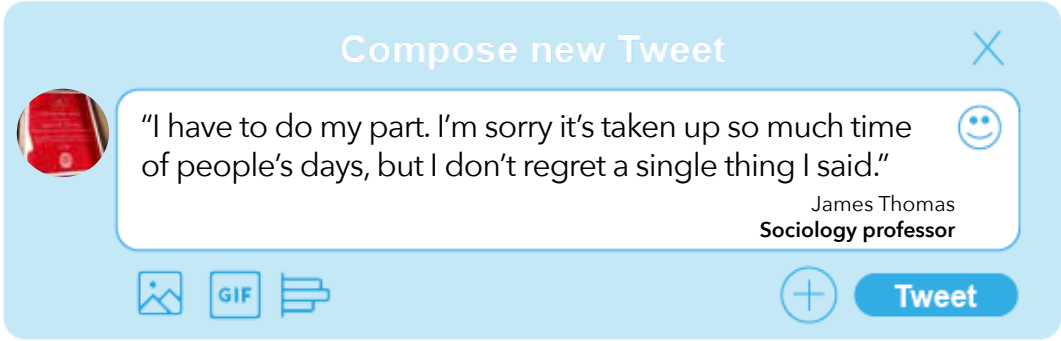 Compose new Tweet
“I have to do my part. I’m sorry it’s taken up so much time
of people’s days, but I don’t regret a single thing I said.”
James Thomas
Sociology professor
GIF
Tweet